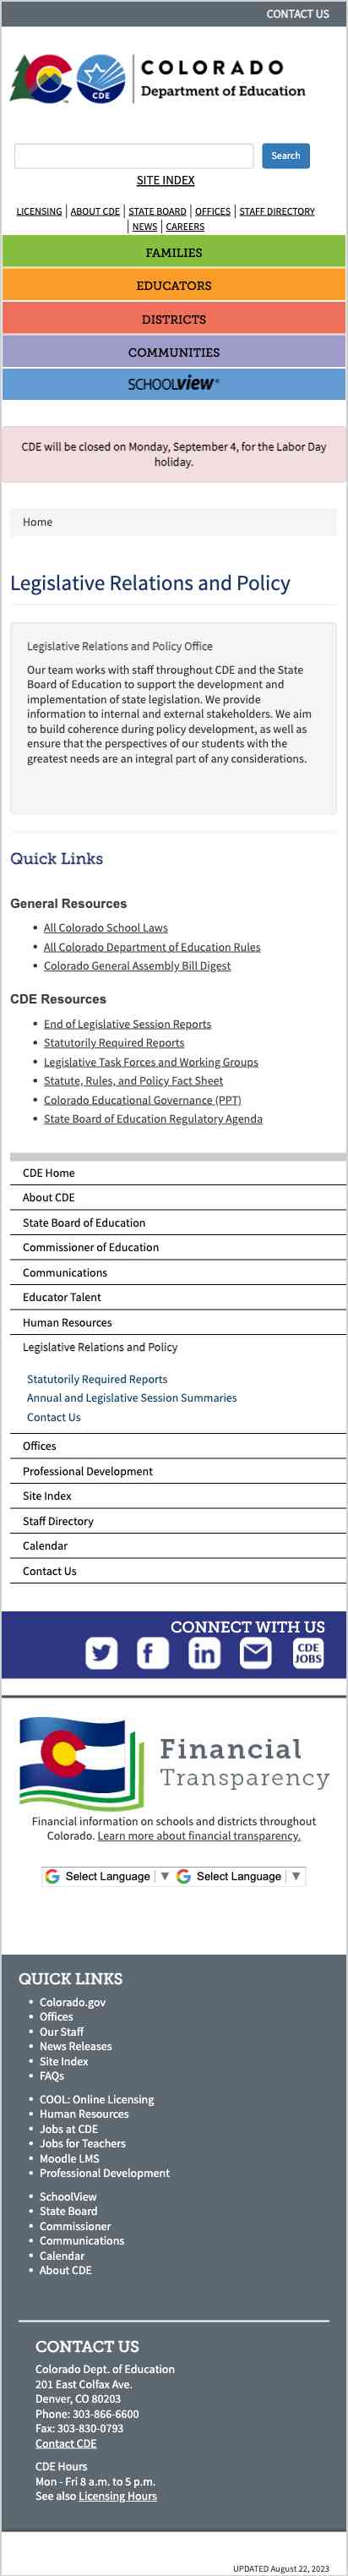 CONTACT US
COLORADO
Department of Education
CDE
Search
SITE INDEX
LICENSING | ABOUT CDE | STATE BOARD | OFFICES | STAFF DIRECTORY
| NEWS | CAREERS
FAMILIES
EDUCATORS
DISTRICTS
COMMUNITIES
SCHOOLVIEW®
CDE will be closed on Monday, September 4, for the Labor Day
holiday.
Home
Legislative Relations and Policy
Legislative Relations and Policy Office
Our team works with staff throughout CDE and the State
Board of Education to support the development and
implementation of state legislation. We provide
information to internal and external stakeholders. We aim
to build coherence during policy development, as well as
ensure that the perspectives of our students with the
greatest needs are an integral part of any considerations.
Quick Links
General Resources
• All Colorado School Laws
• All Colorado Department of Education Rules
• Colorado General Assembly Bill Digest
CDE Resources
• End of Legislative Session Reports
• Statutorily Required Reports
• Legislative Task Forces and Working Groups
• Statute, Rules, and Policy Fact Sheet
• Colorado Educational Governance (PPT)
• State Board of Education Regulatory Agenda
CDE Home
About CDE
State Board of Education
Commissioner of Education
Communications
Educator Talent
Human Resources
Legislative Relations and Policy
Statutorily Required Reports
Annual and Legislative Session Summaries
Contact Us
Offices
Professional Development
Site Index
Staff Directory
Calendar
Contact Us
CONNECT WITH US
CDE
JOBS
Financial
Transparency
Financial information on schools and districts throughout
Colorado. Learn more about financial transparency.
Select Language ▼ Select Language ▼
QUICK LINKS
• Colorado.gov
• Offices
• Our Staff
• News Releases
• Site Index
• FAQs
• COOL: Online Licensing
• Human Resources
• Jobs at CDE
• Jobs for Teachers
• Moodle LMS
• Professional Development
• SchoolView
• State Board
• Commissioner
• Communications
• Calendar
• About CDE
CONTACT US
Colorado Dept. of Education
201 East Colfax Ave.
Denver, CO 80203
Phone: 303-866-6600
Fax: 303-830-0793
Contact CDE
CDE Hours
Mon - Fri 8 a.m. to 5 p.m.
See also Licensing Hours
UPDATED August 22, 2023